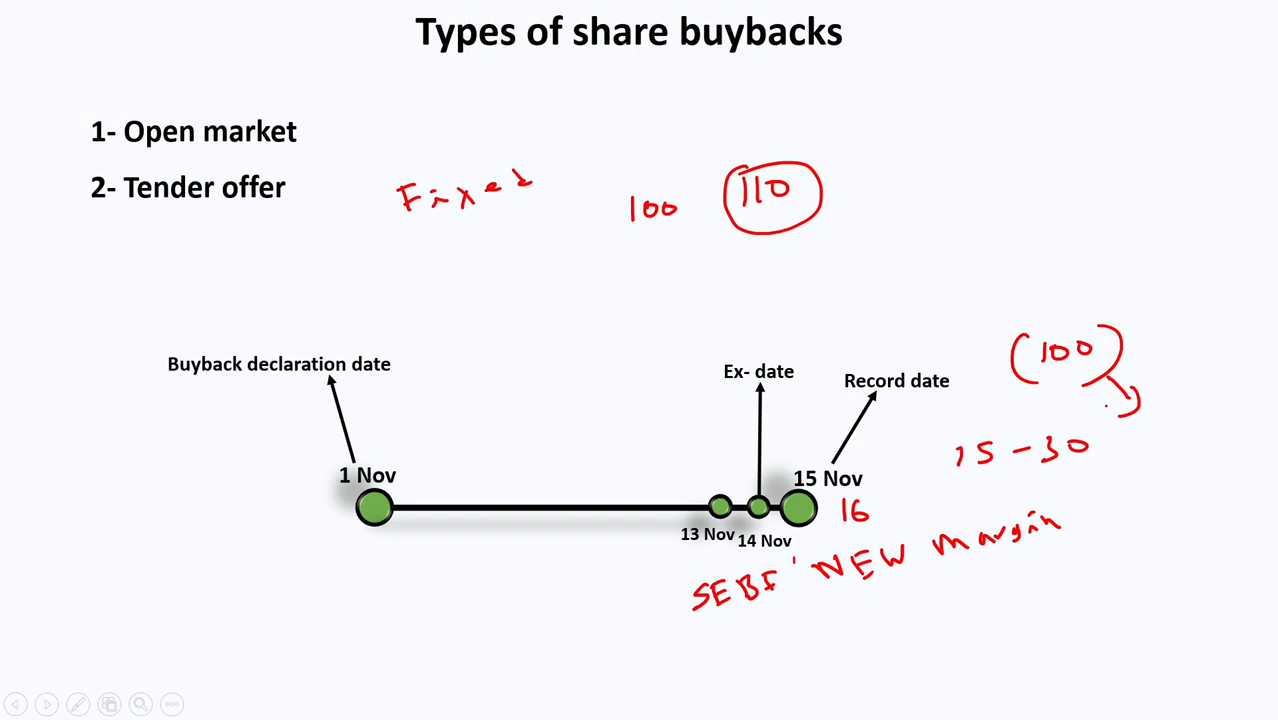 Types of share buybacks
1- Open market
2- Tender offer
Fixed
100
110
(100)
Buyback declaration date
Ex- date
Record date
15 - 30
1 Nov
15 Nov
16
13 Nov
14 Nov
SEBI' NEW margin